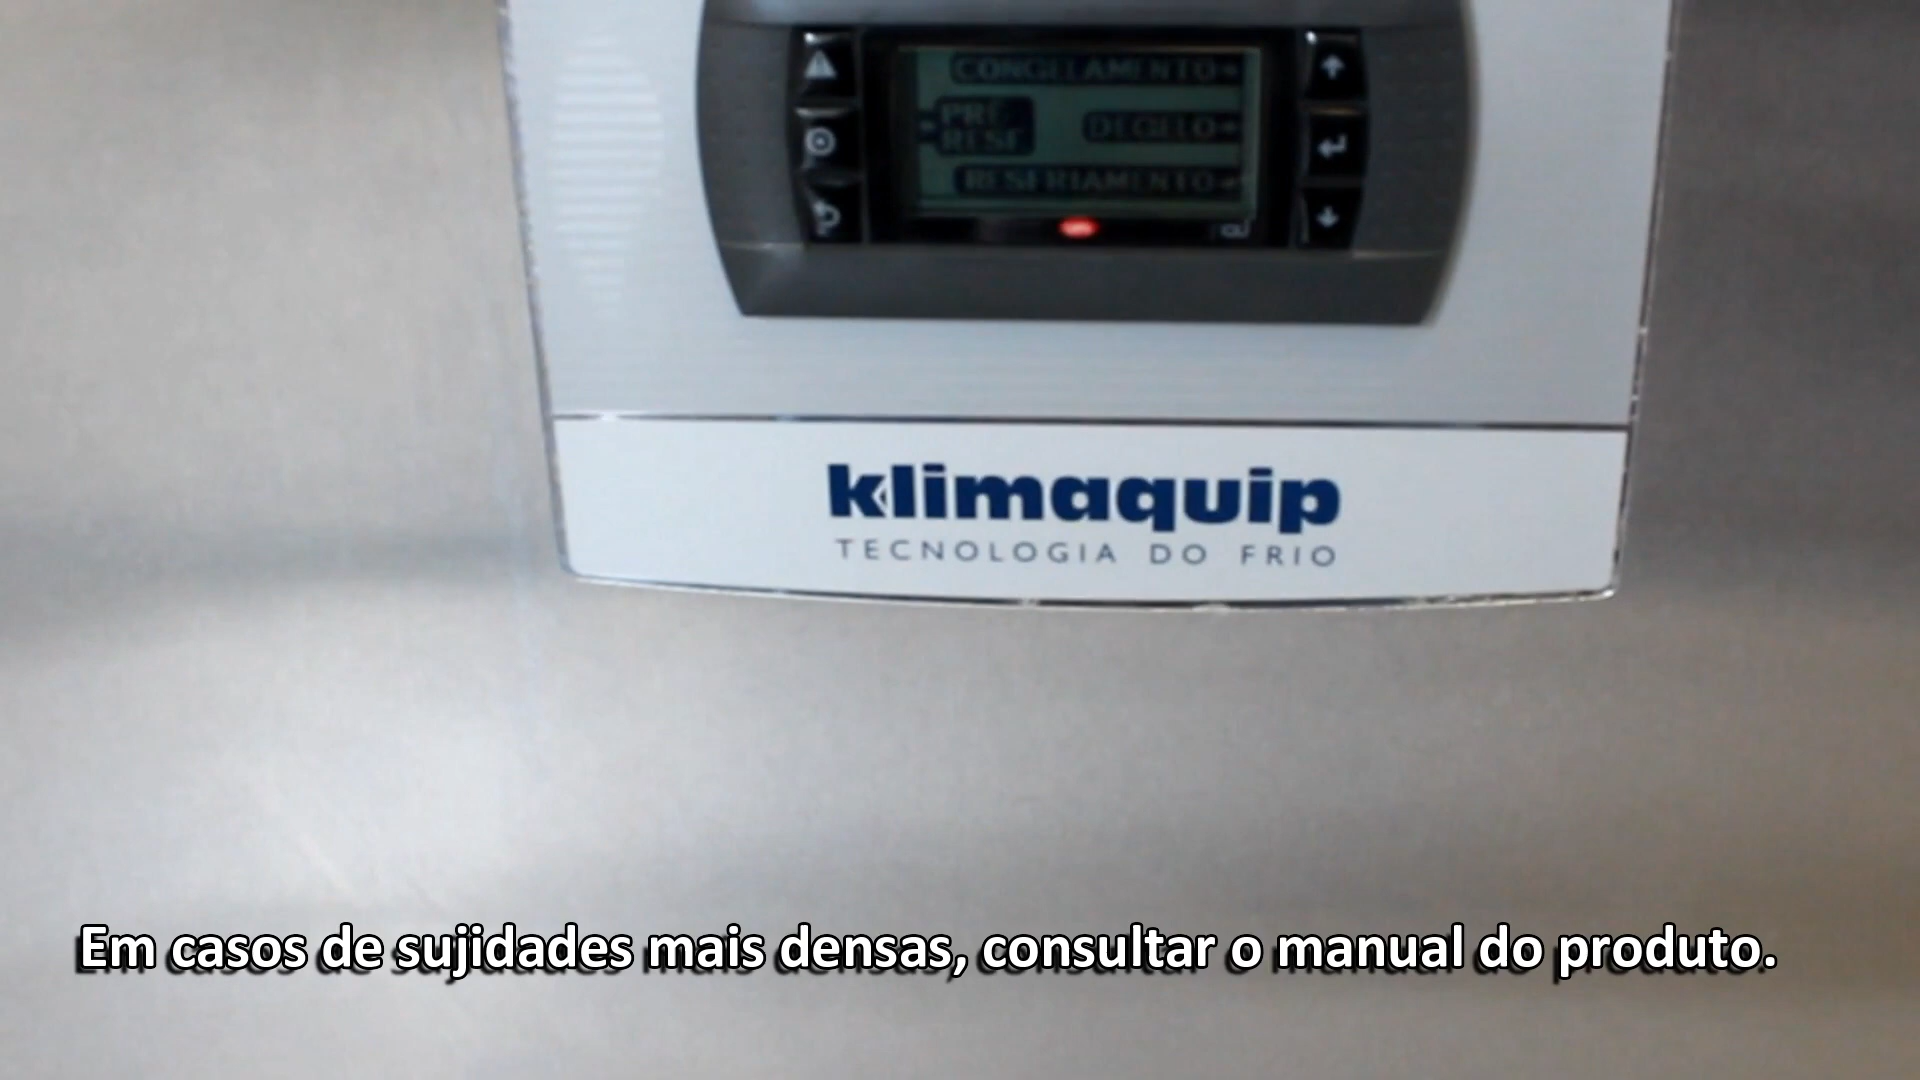 CONGELAMENTO
PRÉ
RESF
DEGELO
RESFRIAMENTO
klimaquip
TECNOLOGIA DO FRIO
Em casos de sujidades mais densas, consultar o manual do produto.